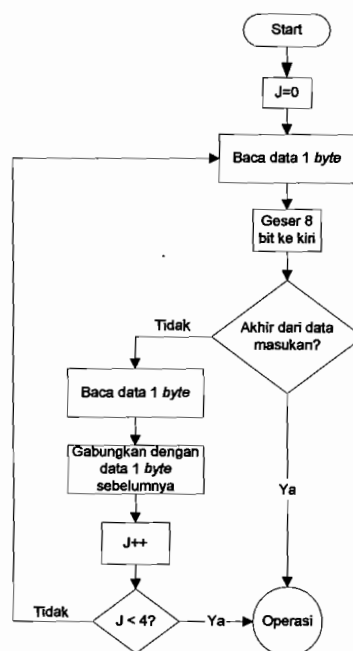 Start
J=0
Baca data 1 byte
Geser 8
bit ke kiri
Akhir dari data
masukan?
Tidak
Baca data 1 byte
Gabungkan dengan
data 1 byte
sebelumnya
Ya
J++
J < 4?
Tidak
Ya
Operasi